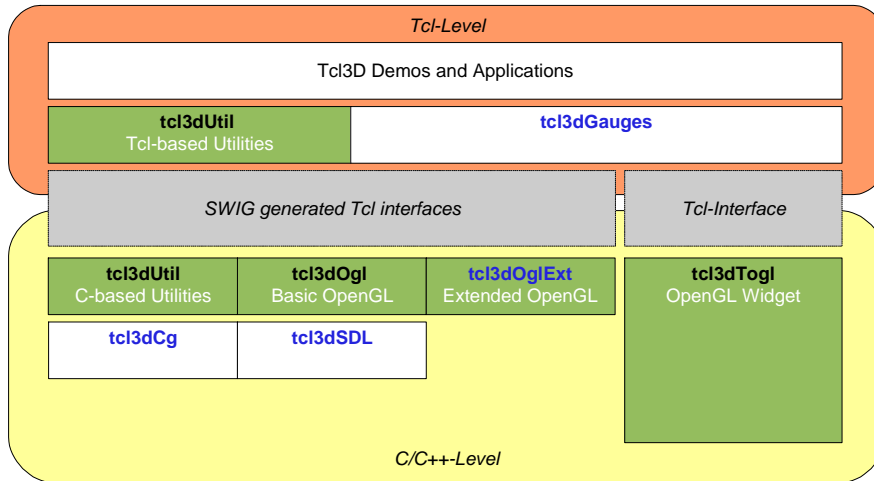 Tcl-Level
Tcl3D Demos and Applications
tcl3dUtil
Tcl-based Utilities
tcl3dGauges
SWIG generated Tcl interfaces
Tcl-Interface
tcl3dUtil
C-based Utilities
tcl3dOgl
Basic OpenGL
tcl3dOglExt
Extended OpenGL
tcl3dTogl
OpenGL Widget
tcl3dCg
tcl3dSDL
C/C++-Level